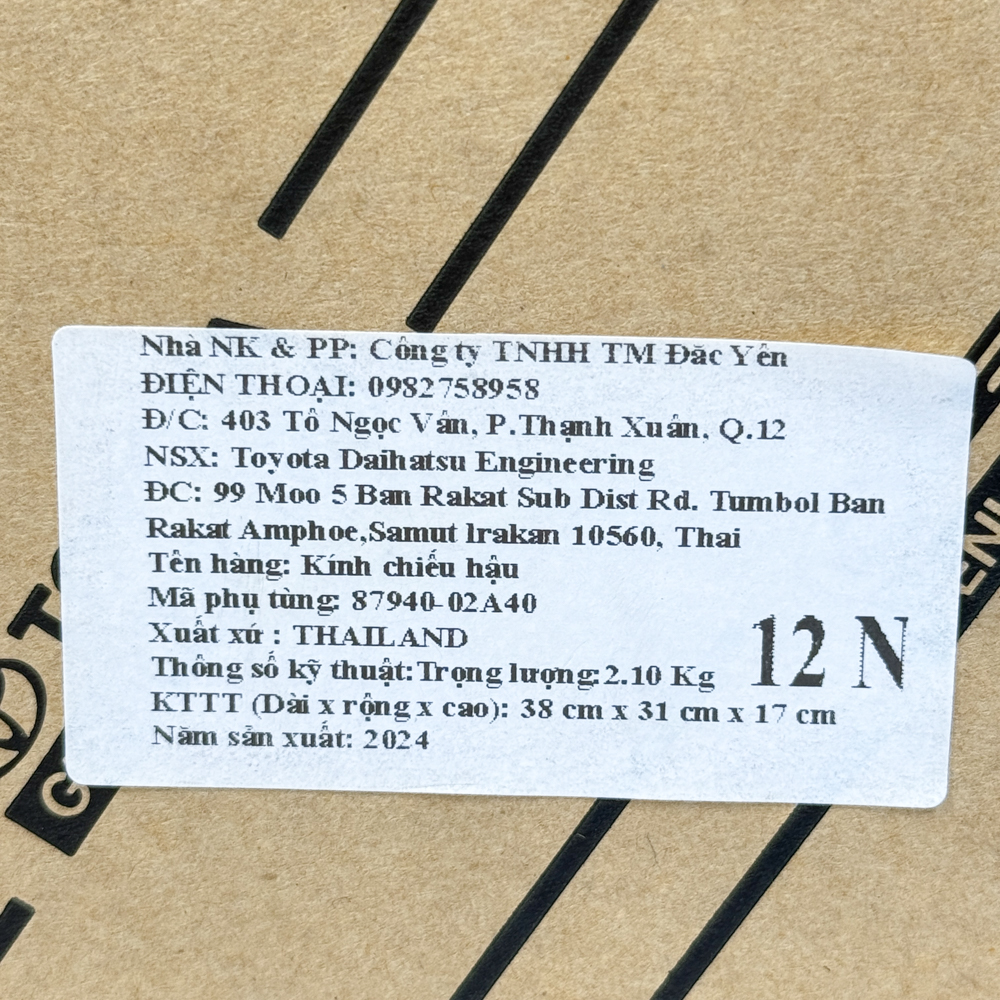 Nhà NK & PP: Công ty TNHH TM Đăc Yên
ĐIỆN THOẠI: 0982758958
Đ/C: 403 Tô Ngọc Vân, P.Thạnh Xuân, Q.12
NSX: Toyota Daihatsu Engineering
ĐC: 99 Moo 5 Ban Rakat Sub Dist Rd. Tumbol Ban
Rakat Amphoe,Samut lrakan 10560, Thai
Tên hàng: Kính chiếu hậu
Mã phụ tùng: 87940-02A40
Xuất xứ : THAILAND
Thông số kỹ thuật:Trọng lượng:2.10 Kg
12 N
KTTT (Dài x rộng x cao): 38 cm x 31 cm x 17 cm
Năm sản xuất: 2024